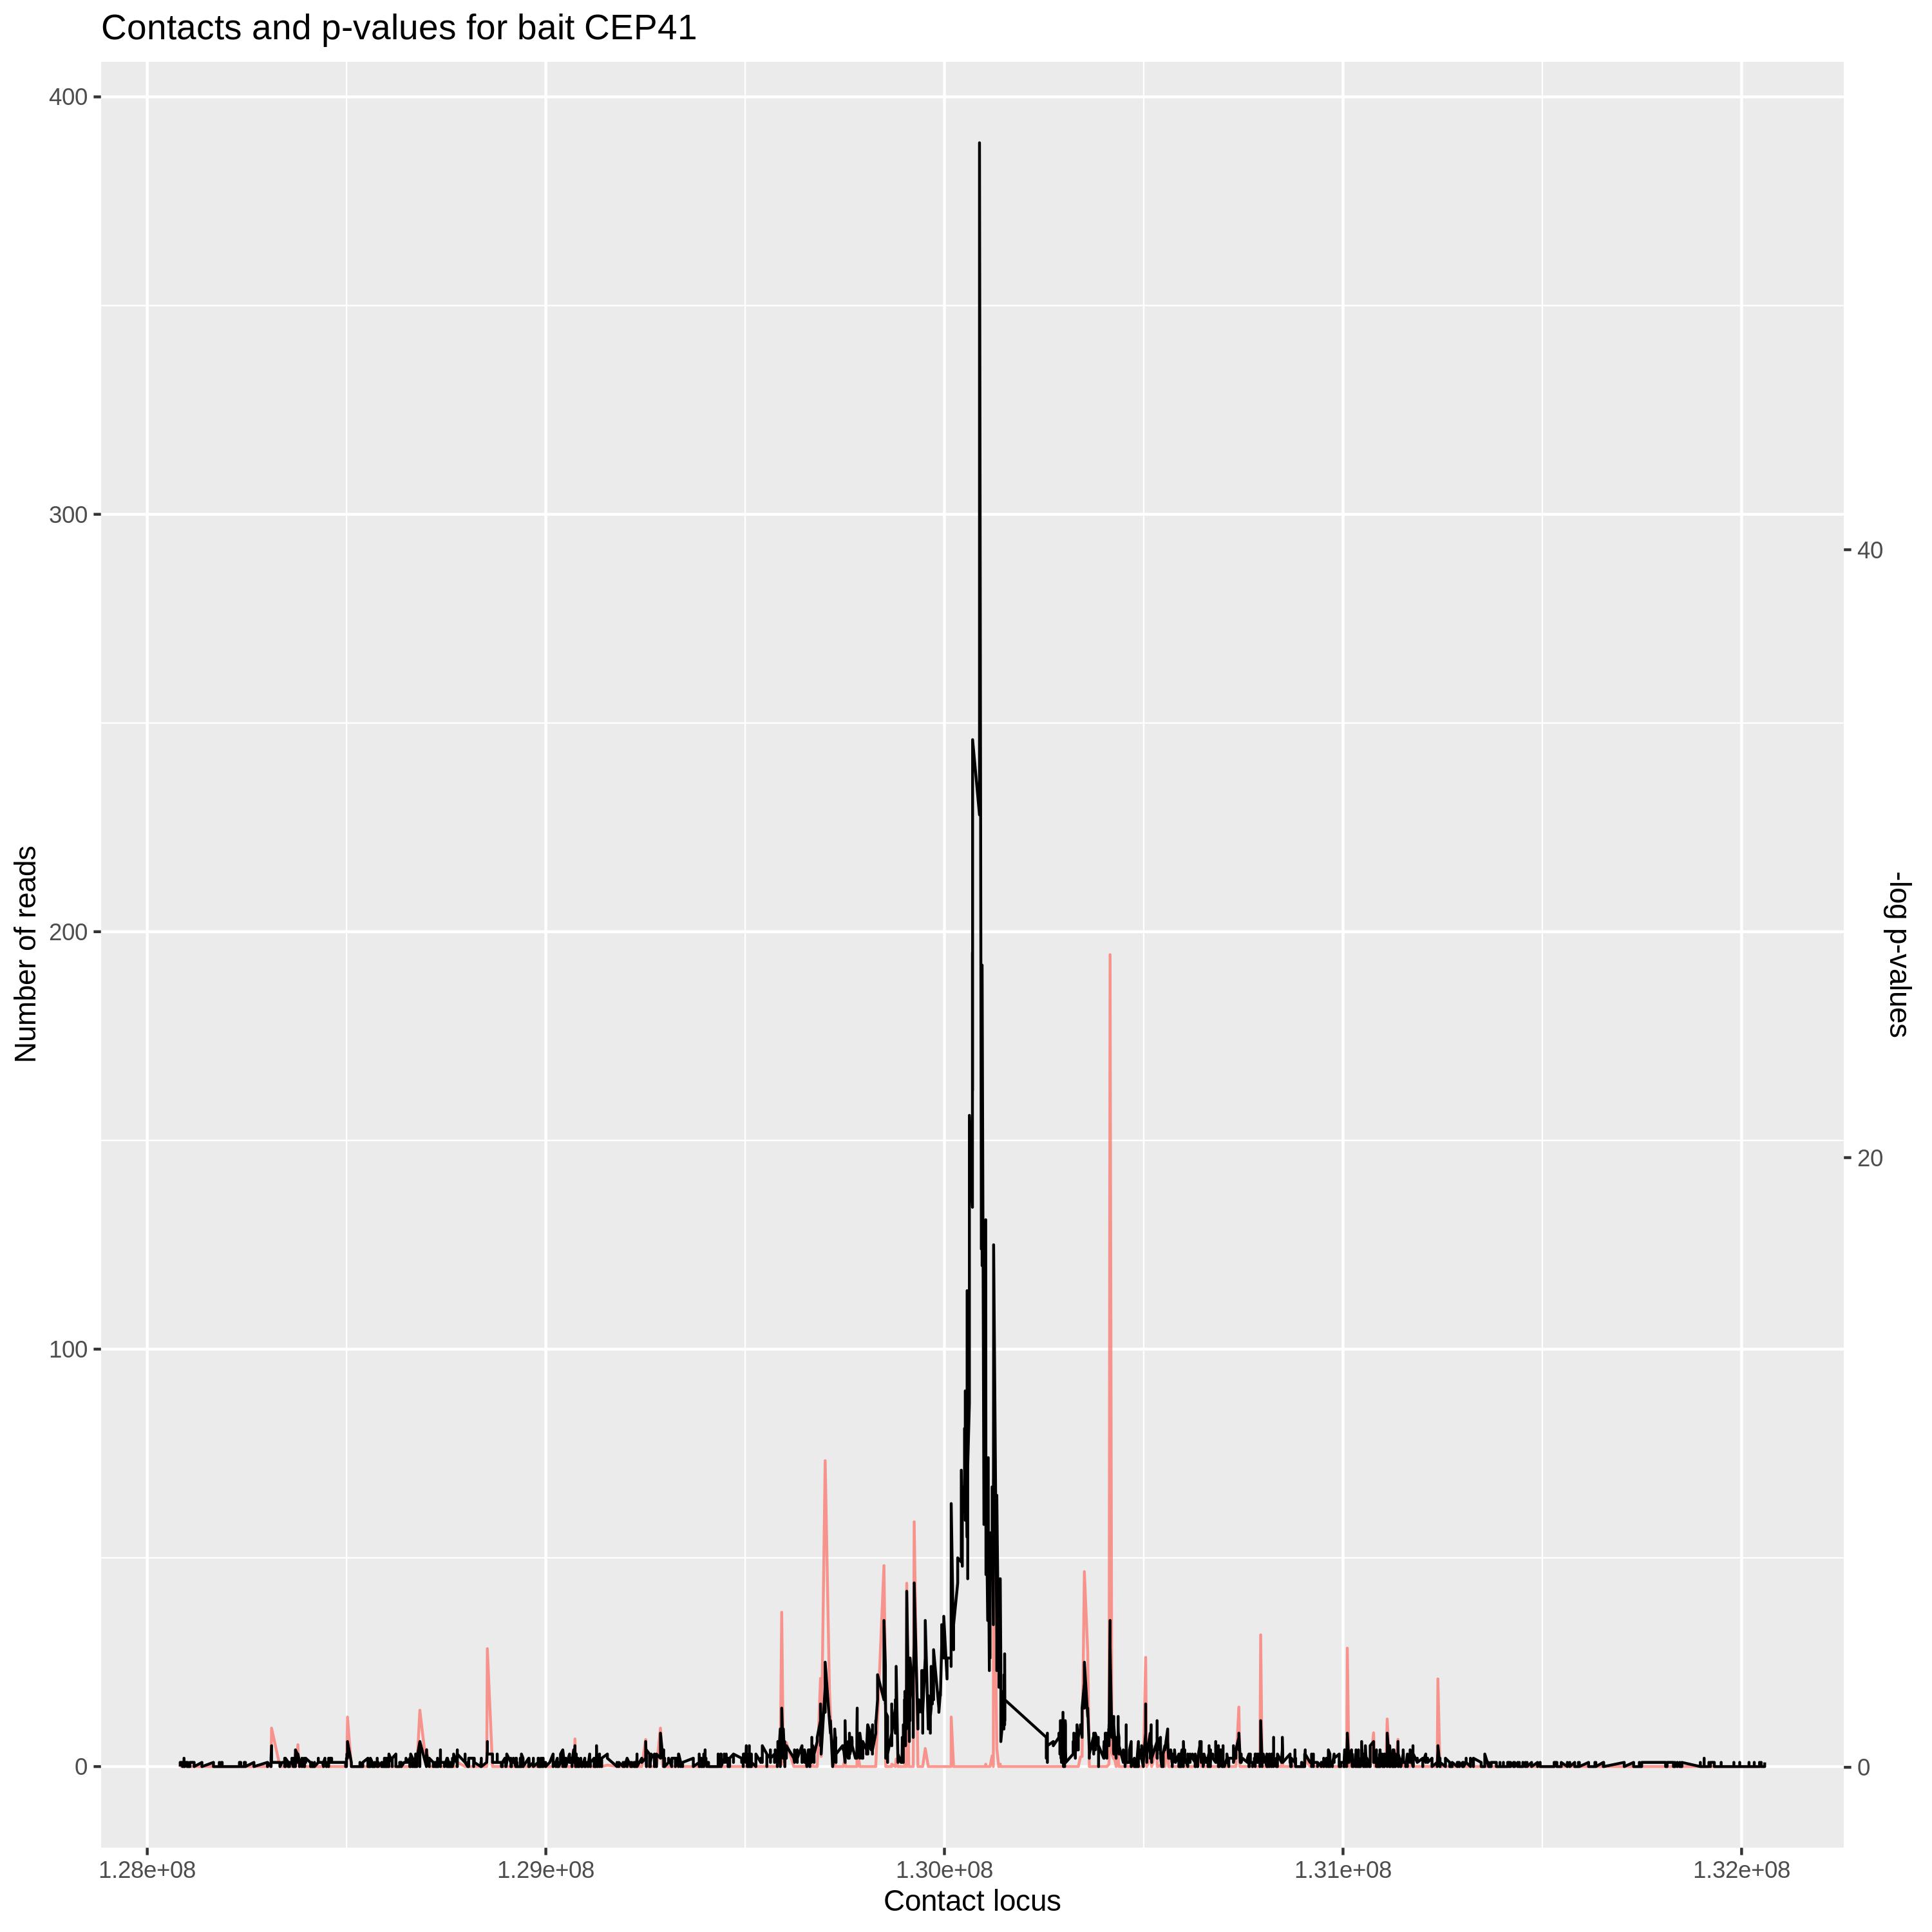 Contacts and p-values for bait CEP41
400
300
200
100
0
Number of reads
40
20
0
-log p-values
1.28e+08
1.29e+08
1.30e+08
1.31e+08
1.32e+08
Contact locus